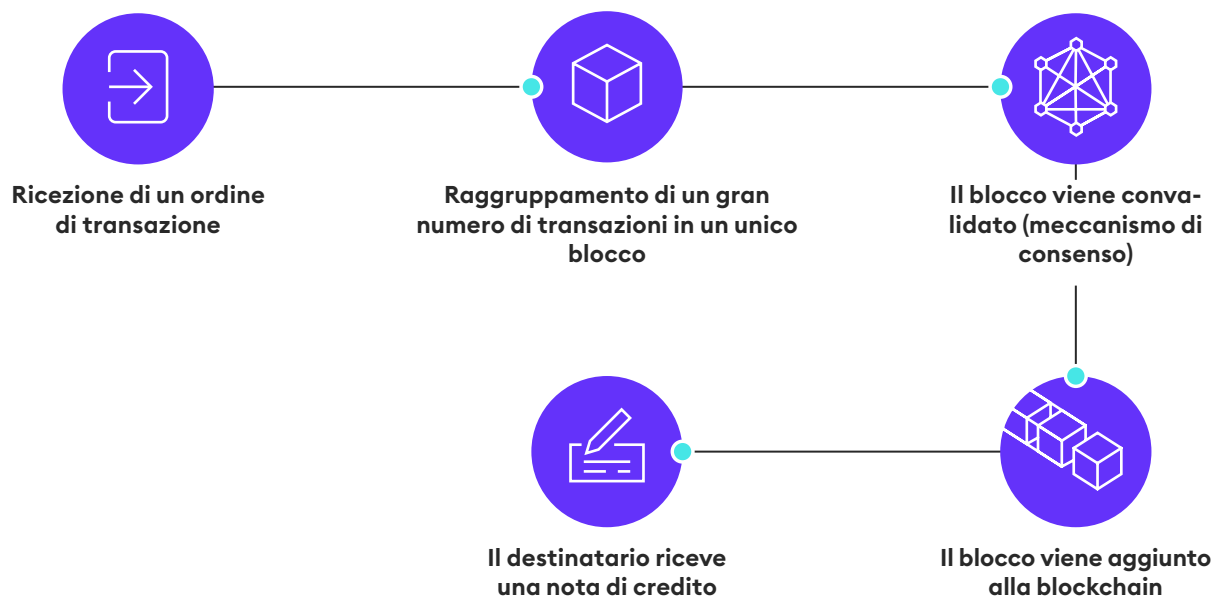 Ricezione di un ordine
di transazione
Raggruppamento di un gran
numero di transazioni in un unico
blocco
Il blocco viene conva-
lidato (meccanismo di
consenso)
Il blocco viene aggiunto
alla blockchain
Il destinatario riceve
una nota di credito